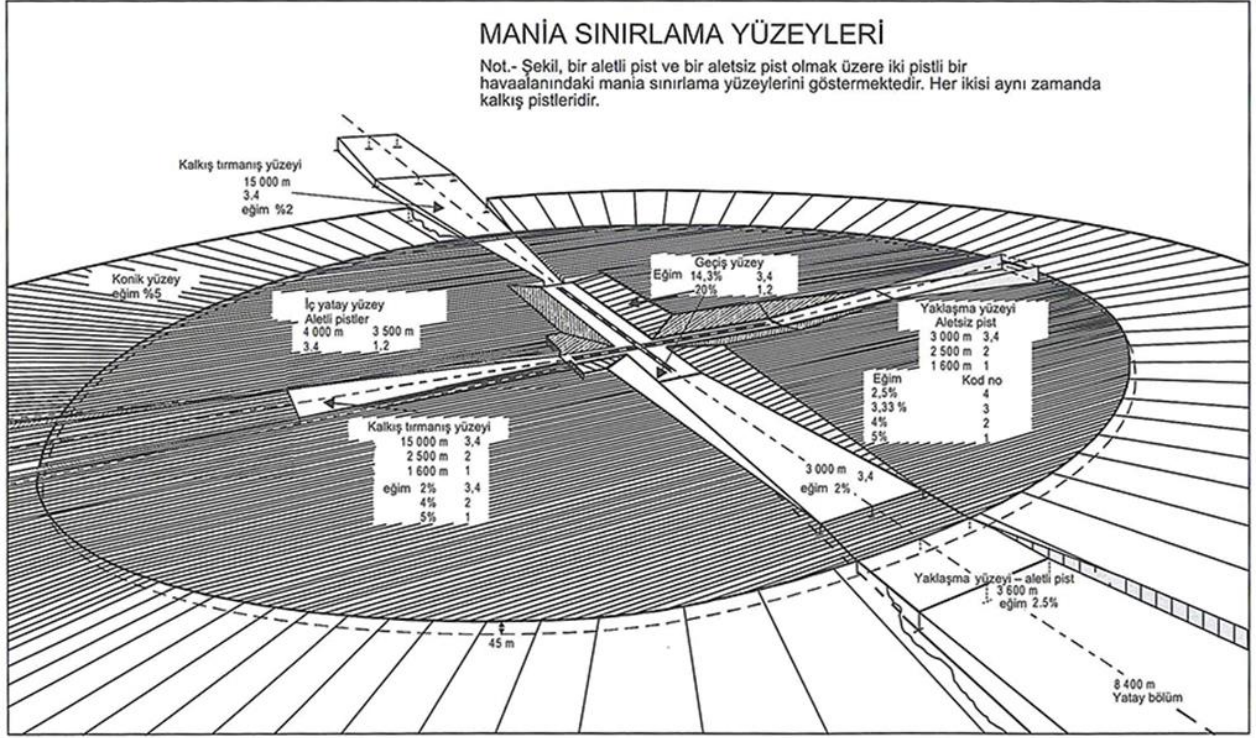 MANİA SINIRLAMA YÜZEYLERİ
Not.- Şekil, bir aletli pist ve bir aletsiz pist olmak üzere iki pistli bir
havaalanındaki mania sınırlama yüzeylerini göstermektedir. Her ikisi aynı zamanda
kalkış pistleridir.
Kalkış tırmanış yüzeyi
15 000 m
3.4
eğim %2
Konik yüzey
eğim %5
İç yatay yüzey
Aletli pistler
4 000 m 3 500 m
3.4 1,2
Geçiş yüzey
Eğim 14,3% 3,4
20% 1,2
Yaklaşma yüzeyi
Aletsiz pist
3 000 m 3,4
2 500 m 2
1 600 m 1
Eğim Kod no
2,5% 4
3,33 % 3
4% 2
5% 1
Kalkış tırmanış yüzeyi
15 000 m 3,4
2 500 m 2
1 600 m 1
eğim 2% 3,4
4% 2
5% 1
3 000 m 3,4
eğim 2%
Yaklaşma yüzeyi – aletli pist
3 600 m
eğim 2.5%
45 m
8 400 m
Yatay bölüm